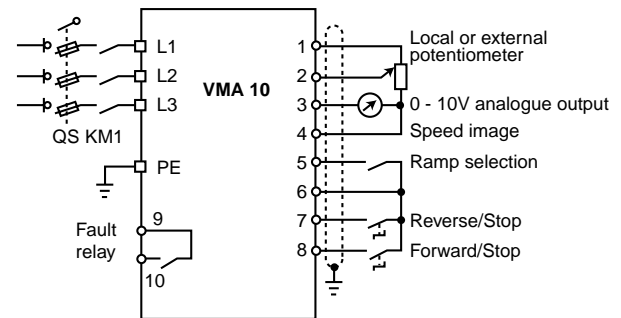 L1
L2
L3
QS KM1
PE
VMA 10
Fault
relay
9
10
1
2
3
4
5
6
7
8
Local or external
potentiometer
0 - 10V analogue output
Speed image
Ramp selection
Reverse/Stop
Forward/Stop